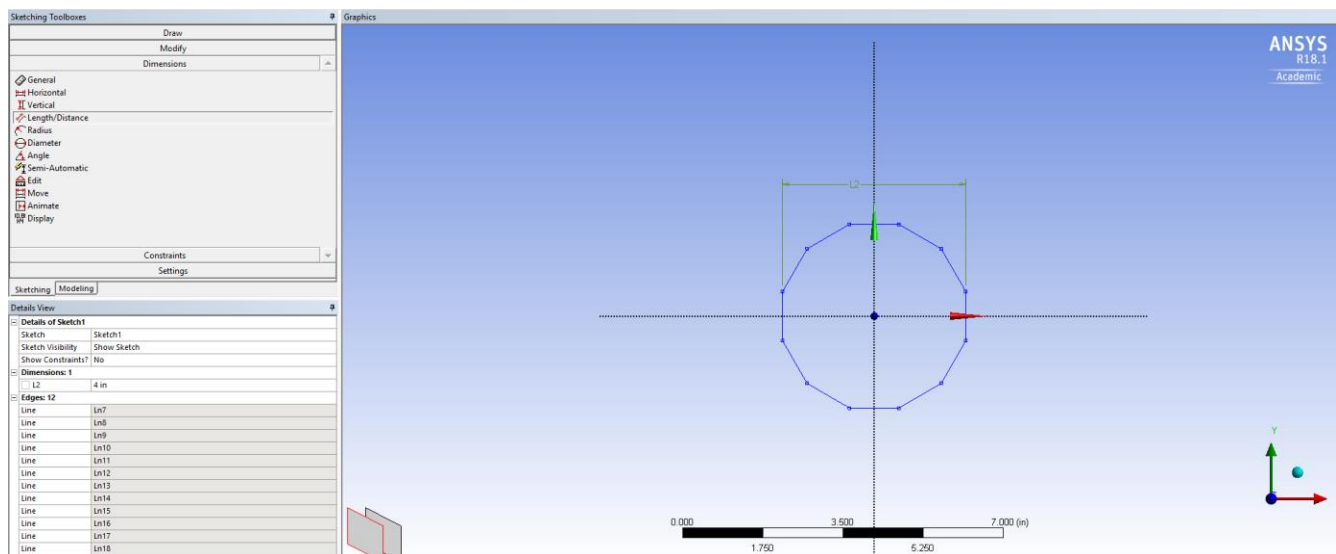 Sketching Toolboxes
Draw
Modify
Dimensions
General
Horizontal
Vertical
Length/Distance
Radius
Diameter
Angle
Semi-Automatic
Edit
Move
Animate
Display
Constraints
Settings
Sketching Modeling
Details View
Details of Sketch1
Sketch Sketch1
Sketch Visibility Show Sketch
Show Constraints? No
Dimensions: 1
L2 4 in
Edges: 12
Line Ln7
Line Ln8
Line Ln9
Line Ln10
Line Ln11
Line Ln12
Line Ln13
Line Ln14
Line Ln15
Line Ln16
Line Ln17
Line Ln18
Graphics
ANSYS
R18.1
Academic
L2
Y
0.000 3.500 7.000 (in)
1.750 5.250